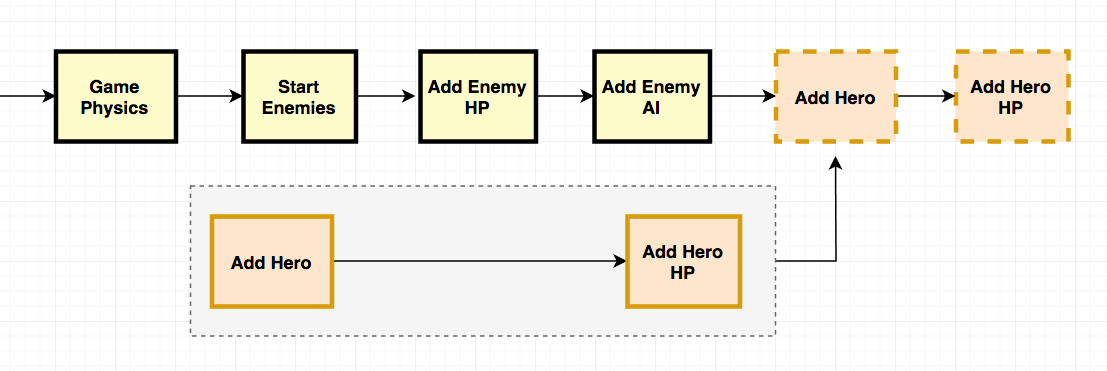 Game
Physics
Start
Enemies
Add Enemy
HP
Add Enemy
AI
Add Hero
Add Hero
HP
Add Hero
Add Hero
HP